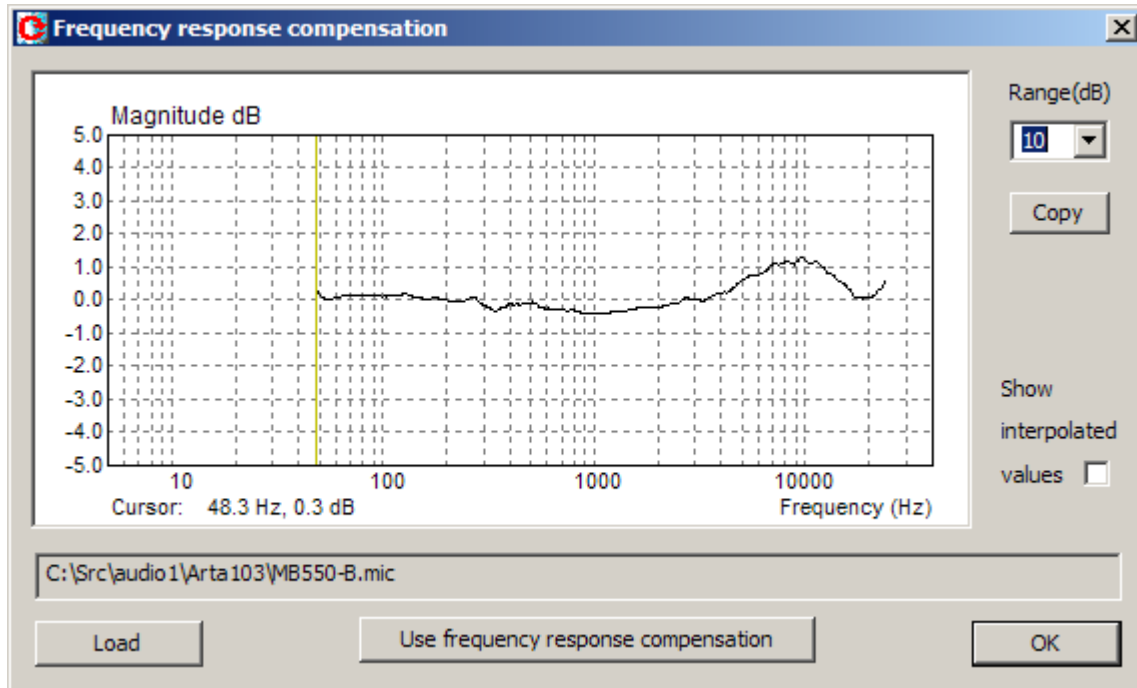 Frequency response compensation
Magnitude dB
5.0
4.0
3.0
2.0
1.0
0.0
-1.0
-2.0
-3.0
-4.0
-5.0
10 100 1000 10000
Cursor: 48.3 Hz, 0.3 dB Frequency (Hz)
Range(dB)
10
Copy
Show
interpolated
values
C:\Src\audio1\Arta103\MB550-B.mic
Load Use frequency response compensation OK